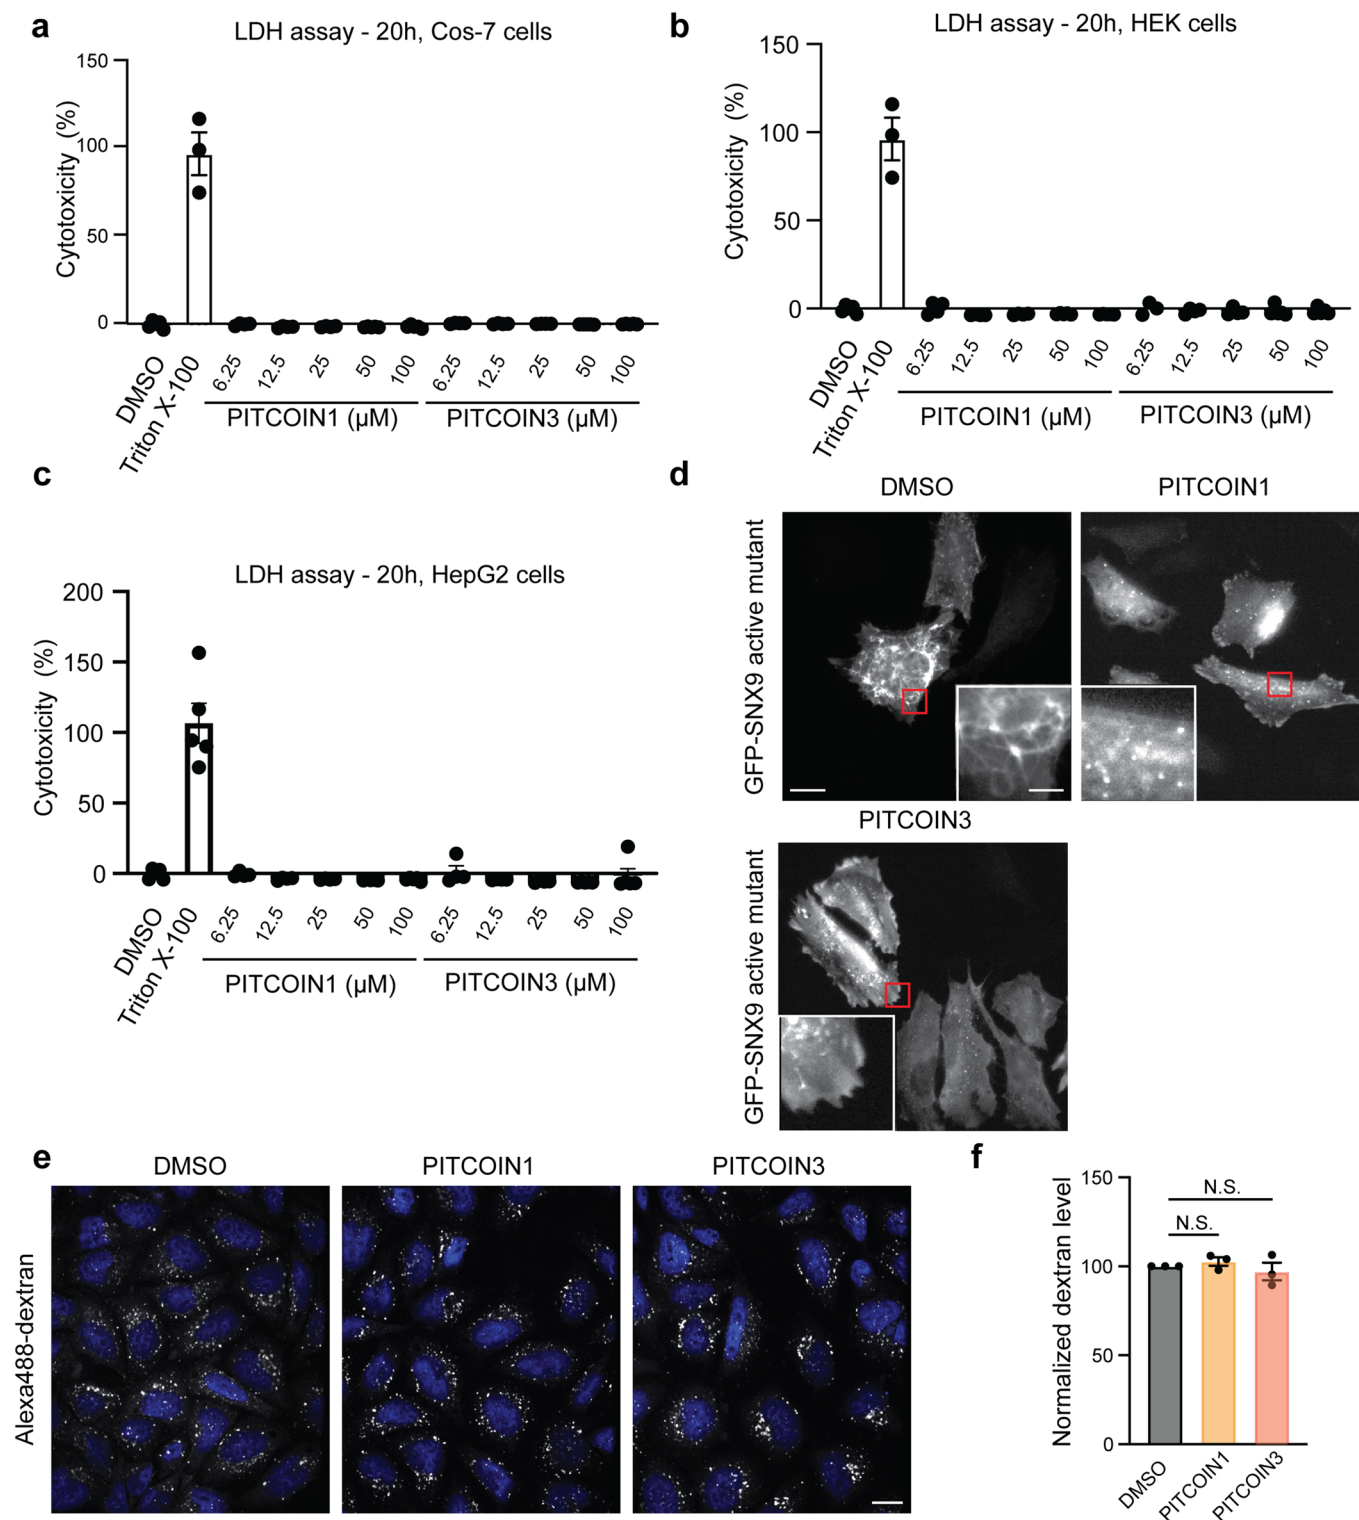 a
LDH assay - 20h, Cos-7 cells
Cytotoxicity (%)
150
100
50
0
DMSO
Triton X-100
6.25
12.5
25
50
100
6.25
12.5
25
50
100
PITCOIN1 (µM)
PITCOIN3 (µM)
b
LDH assay - 20h, HEK cells
Cytotoxicity (%)
150
100
50
0
DMSO
Triton X-100
6.25
12.5
25
50
100
6.25
12.5
25
50
100
PITCOIN1 (µM)
PITCOIN3 (µM)
c
LDH assay - 20h, HepG2 cells
Cytotoxicity (%)
200
150
100
50
0
DMSO
Triton X-100
6.25
12.5
25
50
100
6.25
12.5
25
50
100
PITCOIN1 (µM)
PITCOIN3 (µM)
d
DMSO
PITCOIN1
GFP-SNX9 active mutant
PITCOIN3
GFP-SNX9 active mutant
e
DMSO
PITCOIN1
PITCOIN3
Alexa488-dextran
f
Normalized dextran level
150
100
50
0
N.S.
N.S.
DMSO
PITCOIN1
PITCOIN3